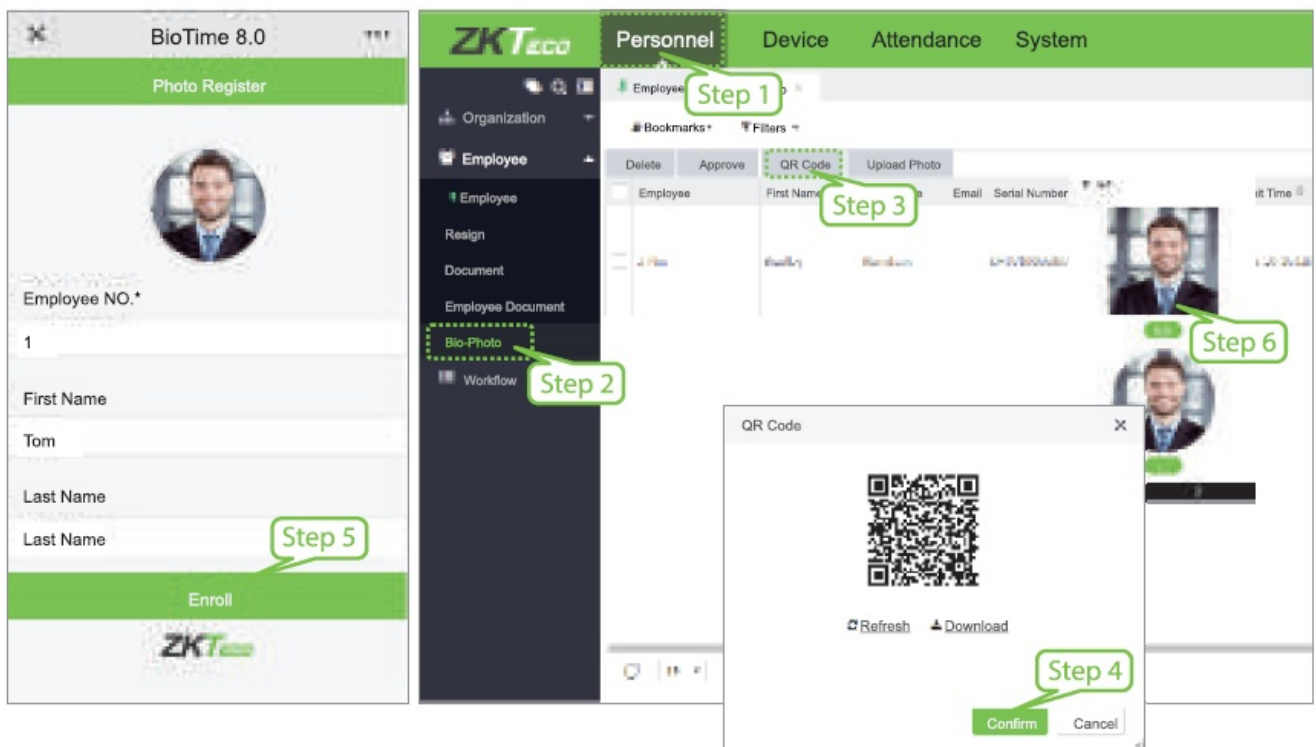 BioTime 8.0
Photo Register
Employee NO.*
1
First Name
Tom
Last Name
Last Name
Step 5
Enroll
ZKTeco
ZKTeco
Personnel Device Attendance System
Step 1
Organization
Employee
Employee
Resign
Document
Employee Document
Bio-Photo
Step 2
Workflow
Employee
Bookmarks Filters
Delete Approve QR Code Upload Photo
Employee First Name Email Serial Number Time
Step 3
Step 6
QR Code
Refresh Download
Step 4
Confirm Cancel